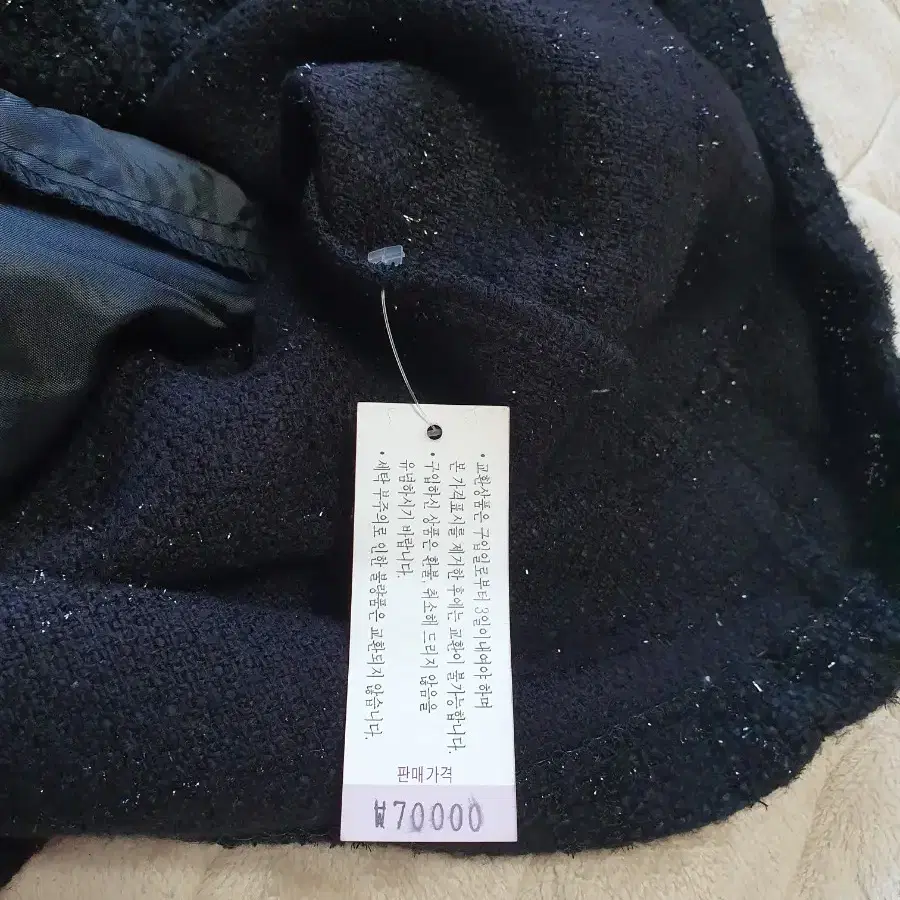 • 교환상품은 구입일로부터 3일이내여야 하며
본 가격표시를 제거한 후에는 교환이 불가능합니다.
• 구입하신 상품은 환불, 취소해 드리지 않음을
유념하시기 바랍니다.
• 세탁 부주의로 인한 불량품은 교환되지 않습니다.
판매가격
₩70000